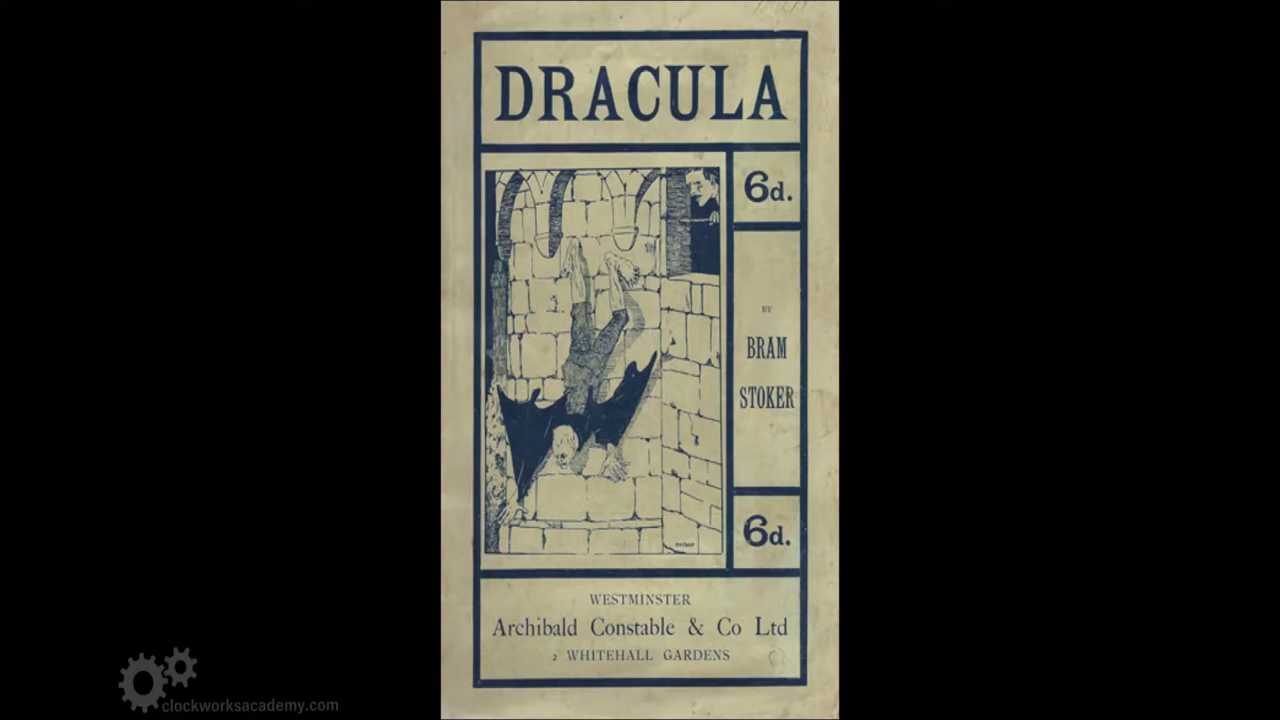 DRACULA
6d.
BY
BRAM
STOKER
6d.
WESTMINSTER
Archibald Constable & Co Ltd
2 WHITEHALL GARDENS
clockworksacademy.com